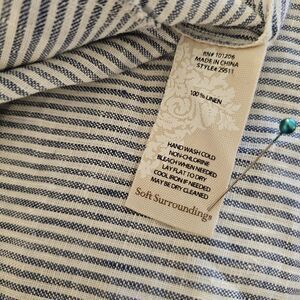 RN# 101206
MADE IN CHINA
STYLE# 29511
100% LINEN
HAND WASH COLD
NON CHLORINE
BLEACH WHEN NEEDED
LAY FLAT TO DRY
COOL IRON IF NEEDED
MAY BE DRY CLEANED
Soft Surroundings